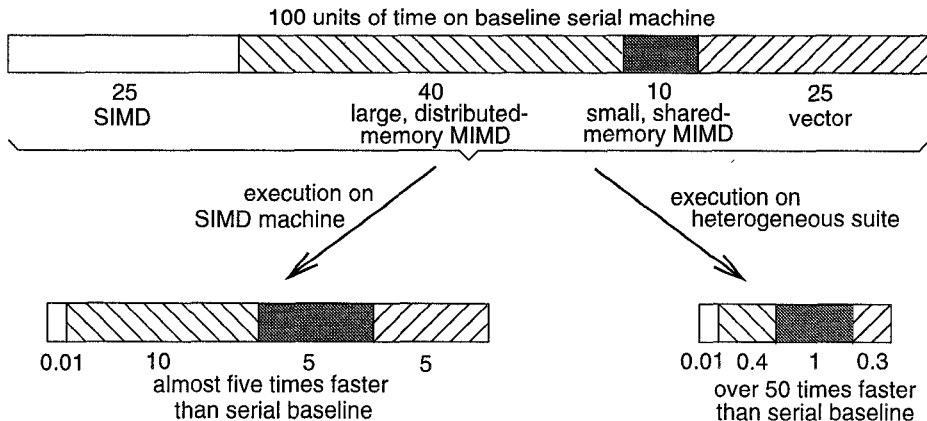 100 units of time on baseline serial machine
25
SIMD
40
large, distributed-
memory MIMD
10
small, shared-
memory MIMD
25
vector
execution on
SIMD machine
execution on
heterogeneous suite
0.01
10
5
5
almost five times faster
than serial baseline
0.01
0.4
1
0.3
over 50 times faster
than serial baseline